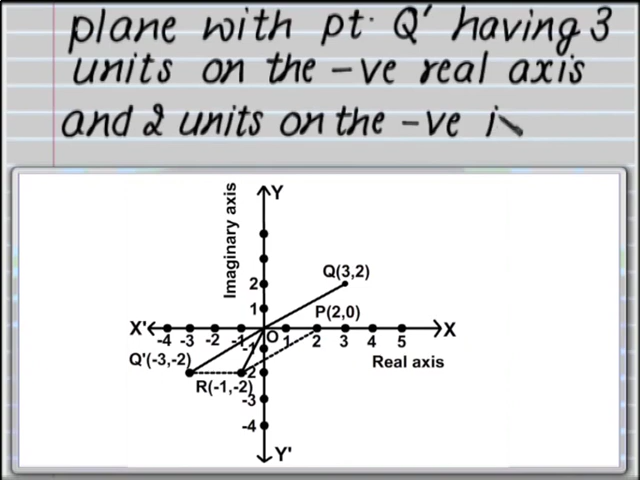 plane with pt. Q' having 3
units on the -ve real axis
and 2 units on the -ve i
Imaginary axis
Y
2
1
Q(3,2)
P(2,0)
X' -4 -3 -2 -1 O 1 2 3 4 5 X
-1
Real axis
Q'(-3,-2)
-2
R(-1,-2)
-3
-4
Y'